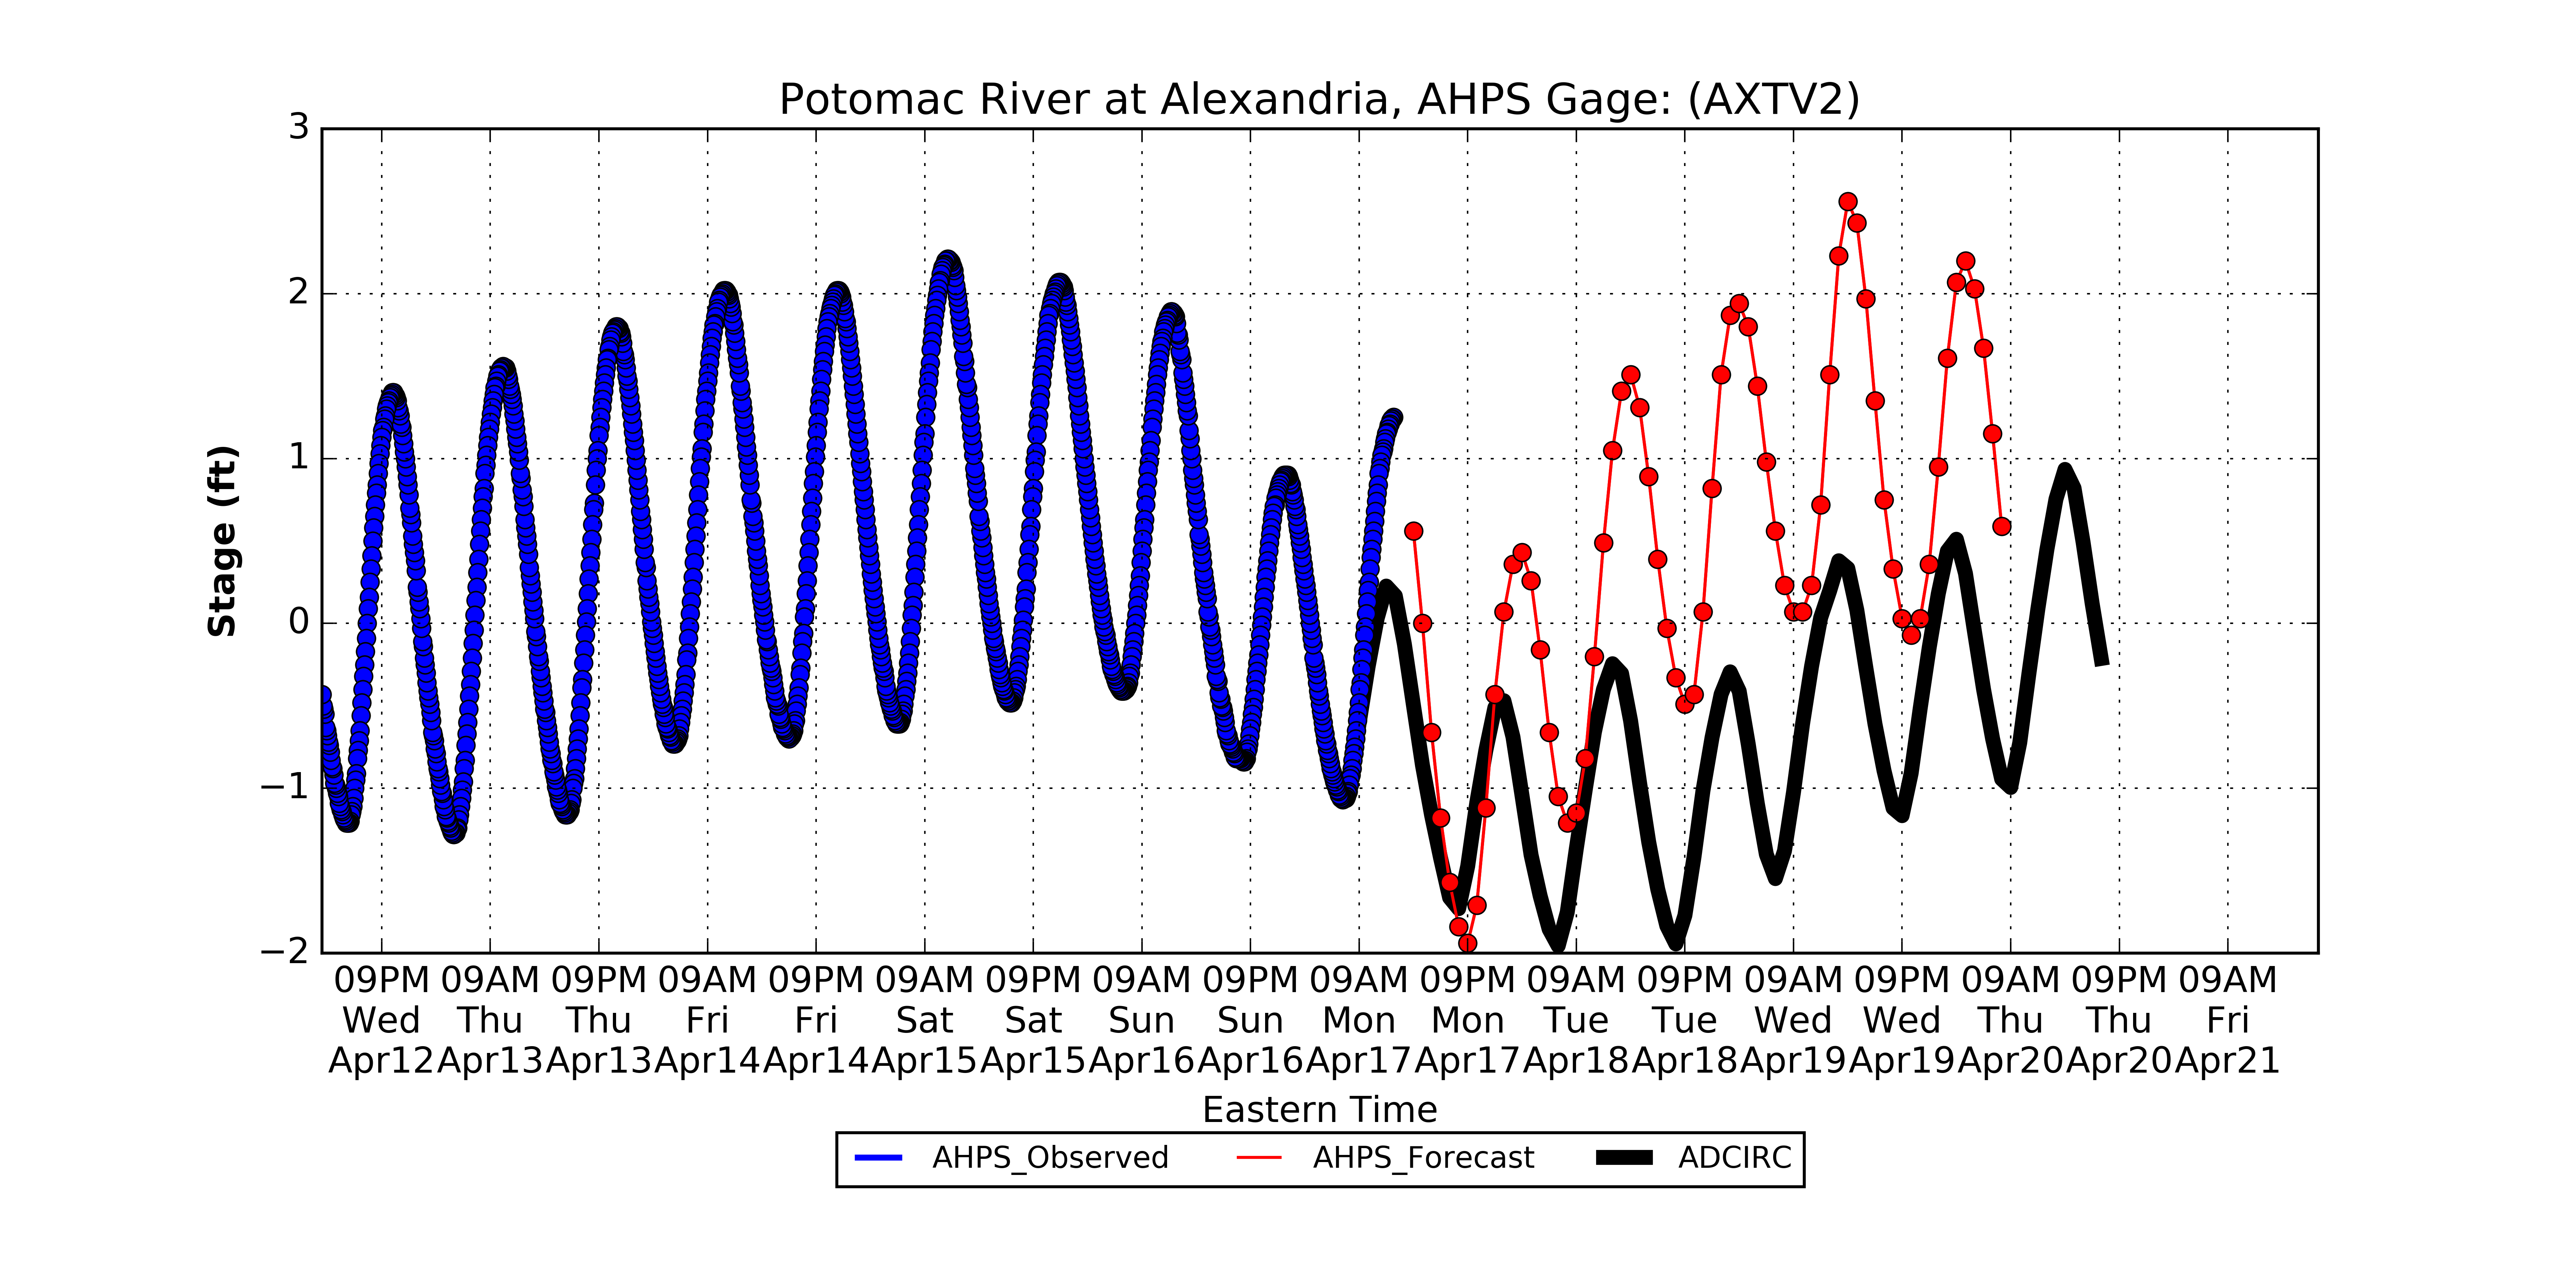 Potomac River at Alexandria, AHPS Gage: (AXTV2)
3
2
1
0
−1
−2
Stage (ft)
09PM 09AM 09PM 09AM 09PM 09AM 09PM 09AM 09PM 09AM 09PM 09AM 09PM 09AM 09PM 09AM 09PM 09AM
Wed Thu Thu Fri Fri Sat Sat Sun Sun Mon Mon Tue Tue Wed Wed Thu Thu Fri
Apr12 Apr13 Apr13 Apr14 Apr14 Apr15 Apr15 Apr16 Apr16 Apr17 Apr17 Apr18 Apr18 Apr19 Apr19 Apr20 Apr20 Apr21
Eastern Time
AHPS_Observed AHPS_Forecast ADCIRC